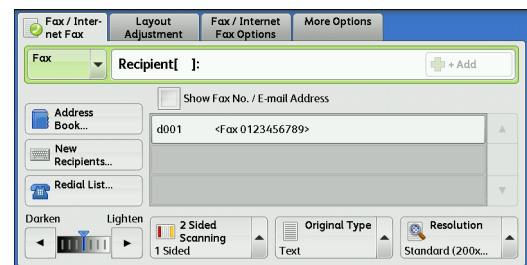 Fax / Inter-
net Fax
Layout
Adjustment
Fax / Internet
Fax Options
More Options
Fax
Recipient[ ]:
+ Add
Show Fax No. / E-mail Address
Address
Book...
d001 <Fax 0123456789>
New
Recipients...
Redial List...
Darken Lighten
2 Sided
Scanning
1 Sided
Original Type
Text
Resolution
Standard (200x...